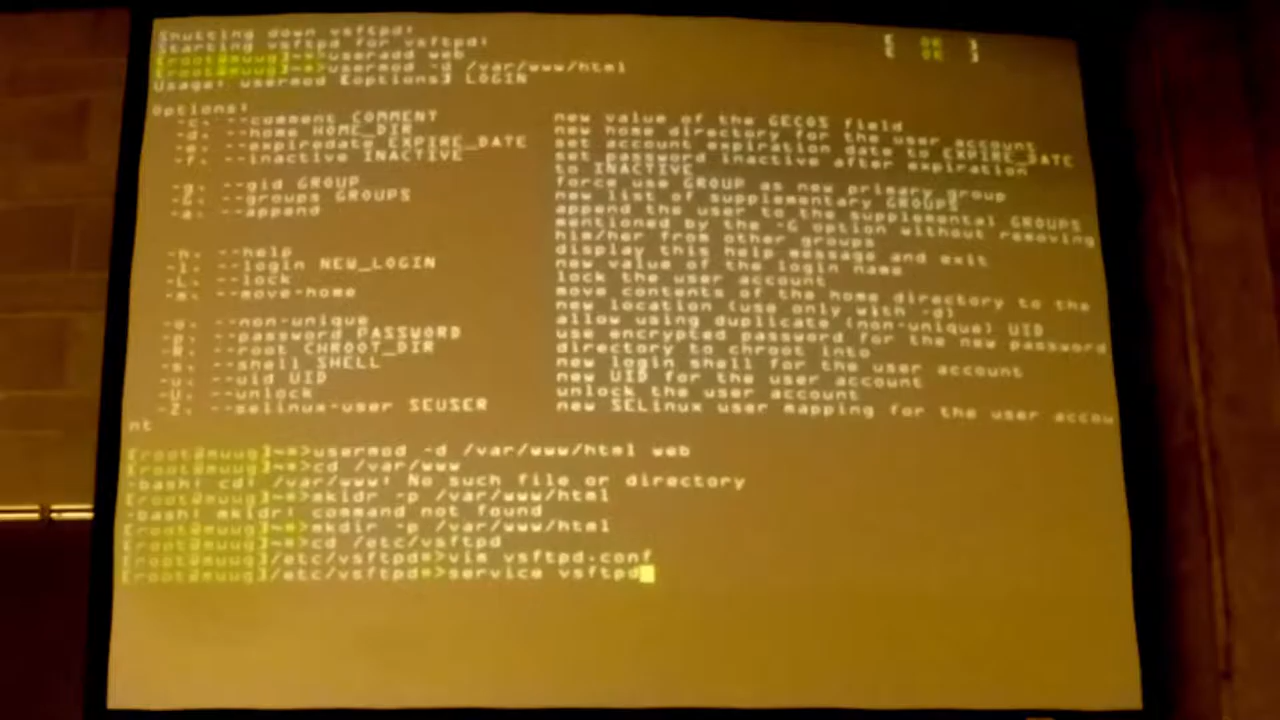 Shutting down vsftpd: [ OK ]
Starting vsftpd for vsftpd: [ OK ]
[root@muug]~=>useradd web
[root@muug]~=>usermod -d /var/www/html
Usage: usermod [options] LOGIN
Options:
-c, --comment COMMENT new value of the GECOS field
-d, --home HOME_DIR new home directory for the user account
-e, --expiredate EXPIRE_DATE set account expiration date to EXPIRE_DATE
-f, --inactive INACTIVE set password inactive after expiration
to INACTIVE
-g, --gid GROUP force use GROUP as new primary group
-G, --groups GROUPS new list of supplementary GROUPS
-a, --append append the user to the supplemental GROUPS
mentioned by the -G option without removing
him/her from other groups
-h, --help display this help message and exit
-l, --login NEW_LOGIN new value of the login name
-L, --lock lock the user account
-m, --move-home move contents of the home directory to the
new location (use only with -d)
-o, --non-unique allow using duplicate (non-unique) UID
-p, --password PASSWORD use encrypted password for the new password
-R, --root CHROOT_DIR directory to chroot into
-s, --shell SHELL new login shell for the user account
-u, --uid UID new UID for the user account
-U, --unlock unlock the user account
-Z, --selinux-user SEUSER new SELinux user mapping for the user accou
nt
[root@muug]~=>usermod -d /var/www/html web
[root@muug]~=>cd /var/www
-bash: cd: /var/www: No such file or directory
[root@muug]~=>mkidr -p /var/www/html
-bash: mkidr: command not found
[root@muug]~=>mkdir -p /var/www/html
[root@muug]~=>cd /etc/vsftpd
[root@muug]/etc/vsftpd=>vim vsftpd.conf
[root@muug]/etc/vsftpd=>service vsftpd